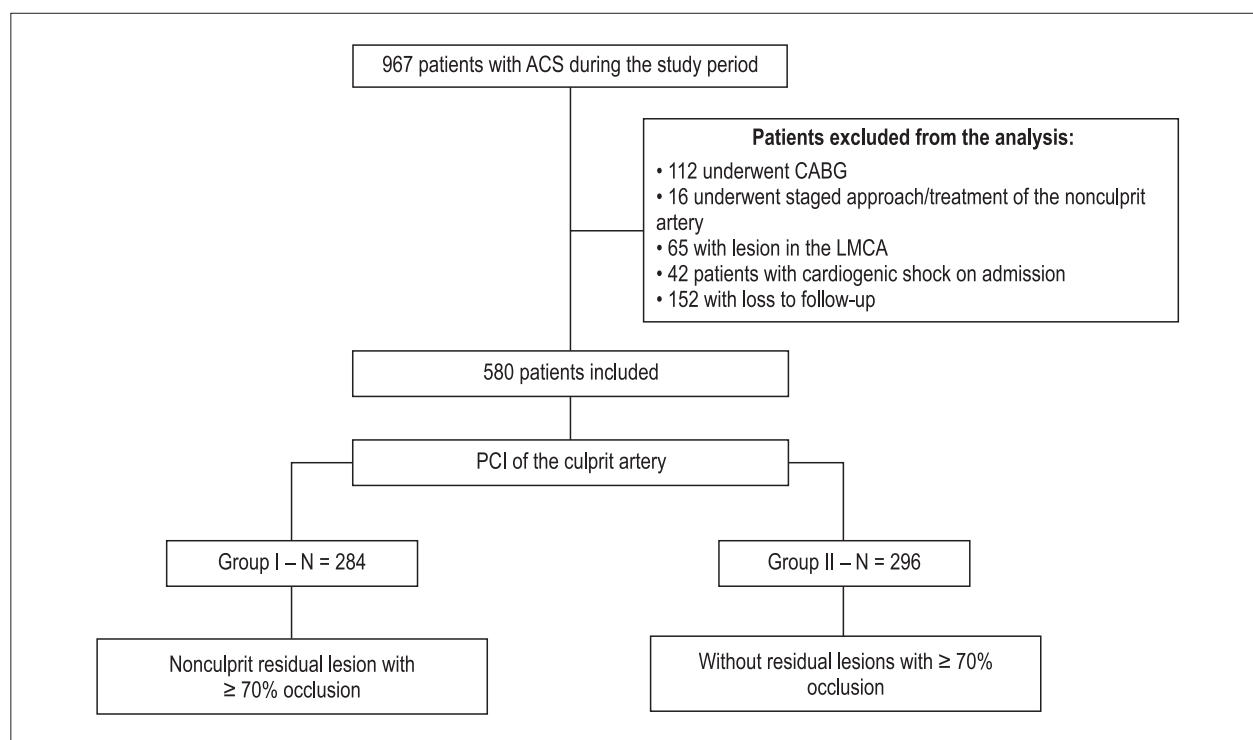 967 patients with ACS during the study period
Patients excluded from the analysis:
• 112 underwent CABG
• 16 underwent staged approach/treatment of the nonculprit
artery
• 65 with lesion in the LMCA
• 42 patients with cardiogenic shock on admission
• 152 with loss to follow-up
580 patients included
PCI of the culprit artery
Group I – N = 284
Group II – N = 296
Nonculprit residual lesion with
≥ 70% occlusion
Without residual lesions with ≥ 70%
occlusion